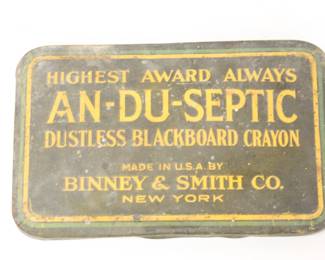 HIGHEST AWARD ALWAYS
AN-DU-SEPTIC
DUSTLESS BLACKBOARD CRAYON
MADE IN U.S.A. BY
BINNEY & SMITH CO.
NEW YORK